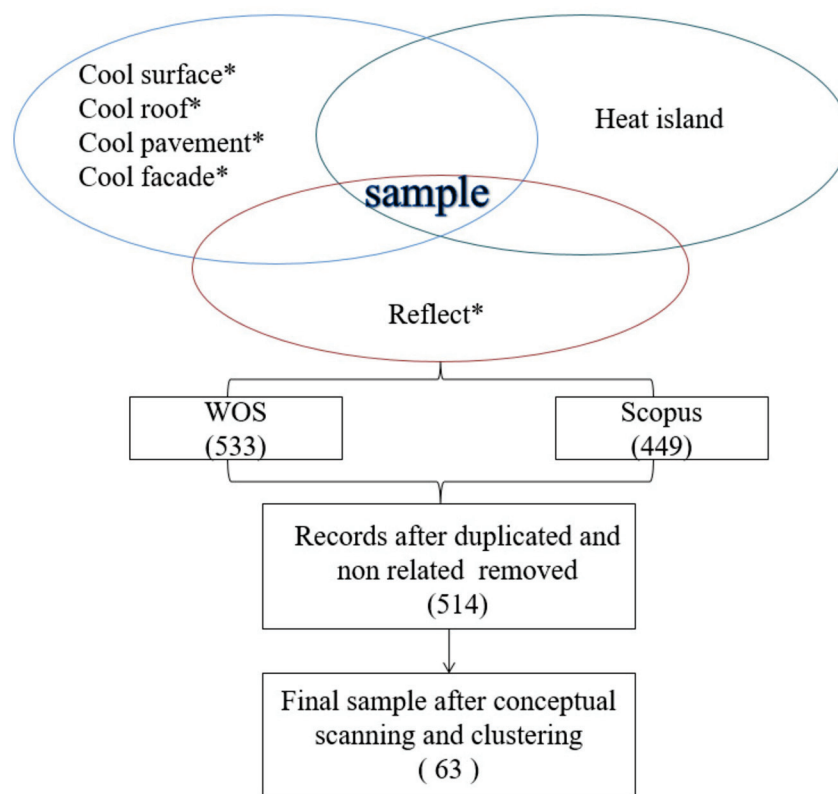 Cool surface*
Cool roof*
Cool pavement*
Cool facade*
Heat island
sample
Reflect*
WOS
(533)
Scopus
(449)
Records after duplicated and
non related removed
(514)
Final sample after conceptual
scanning and clustering
( 63 )